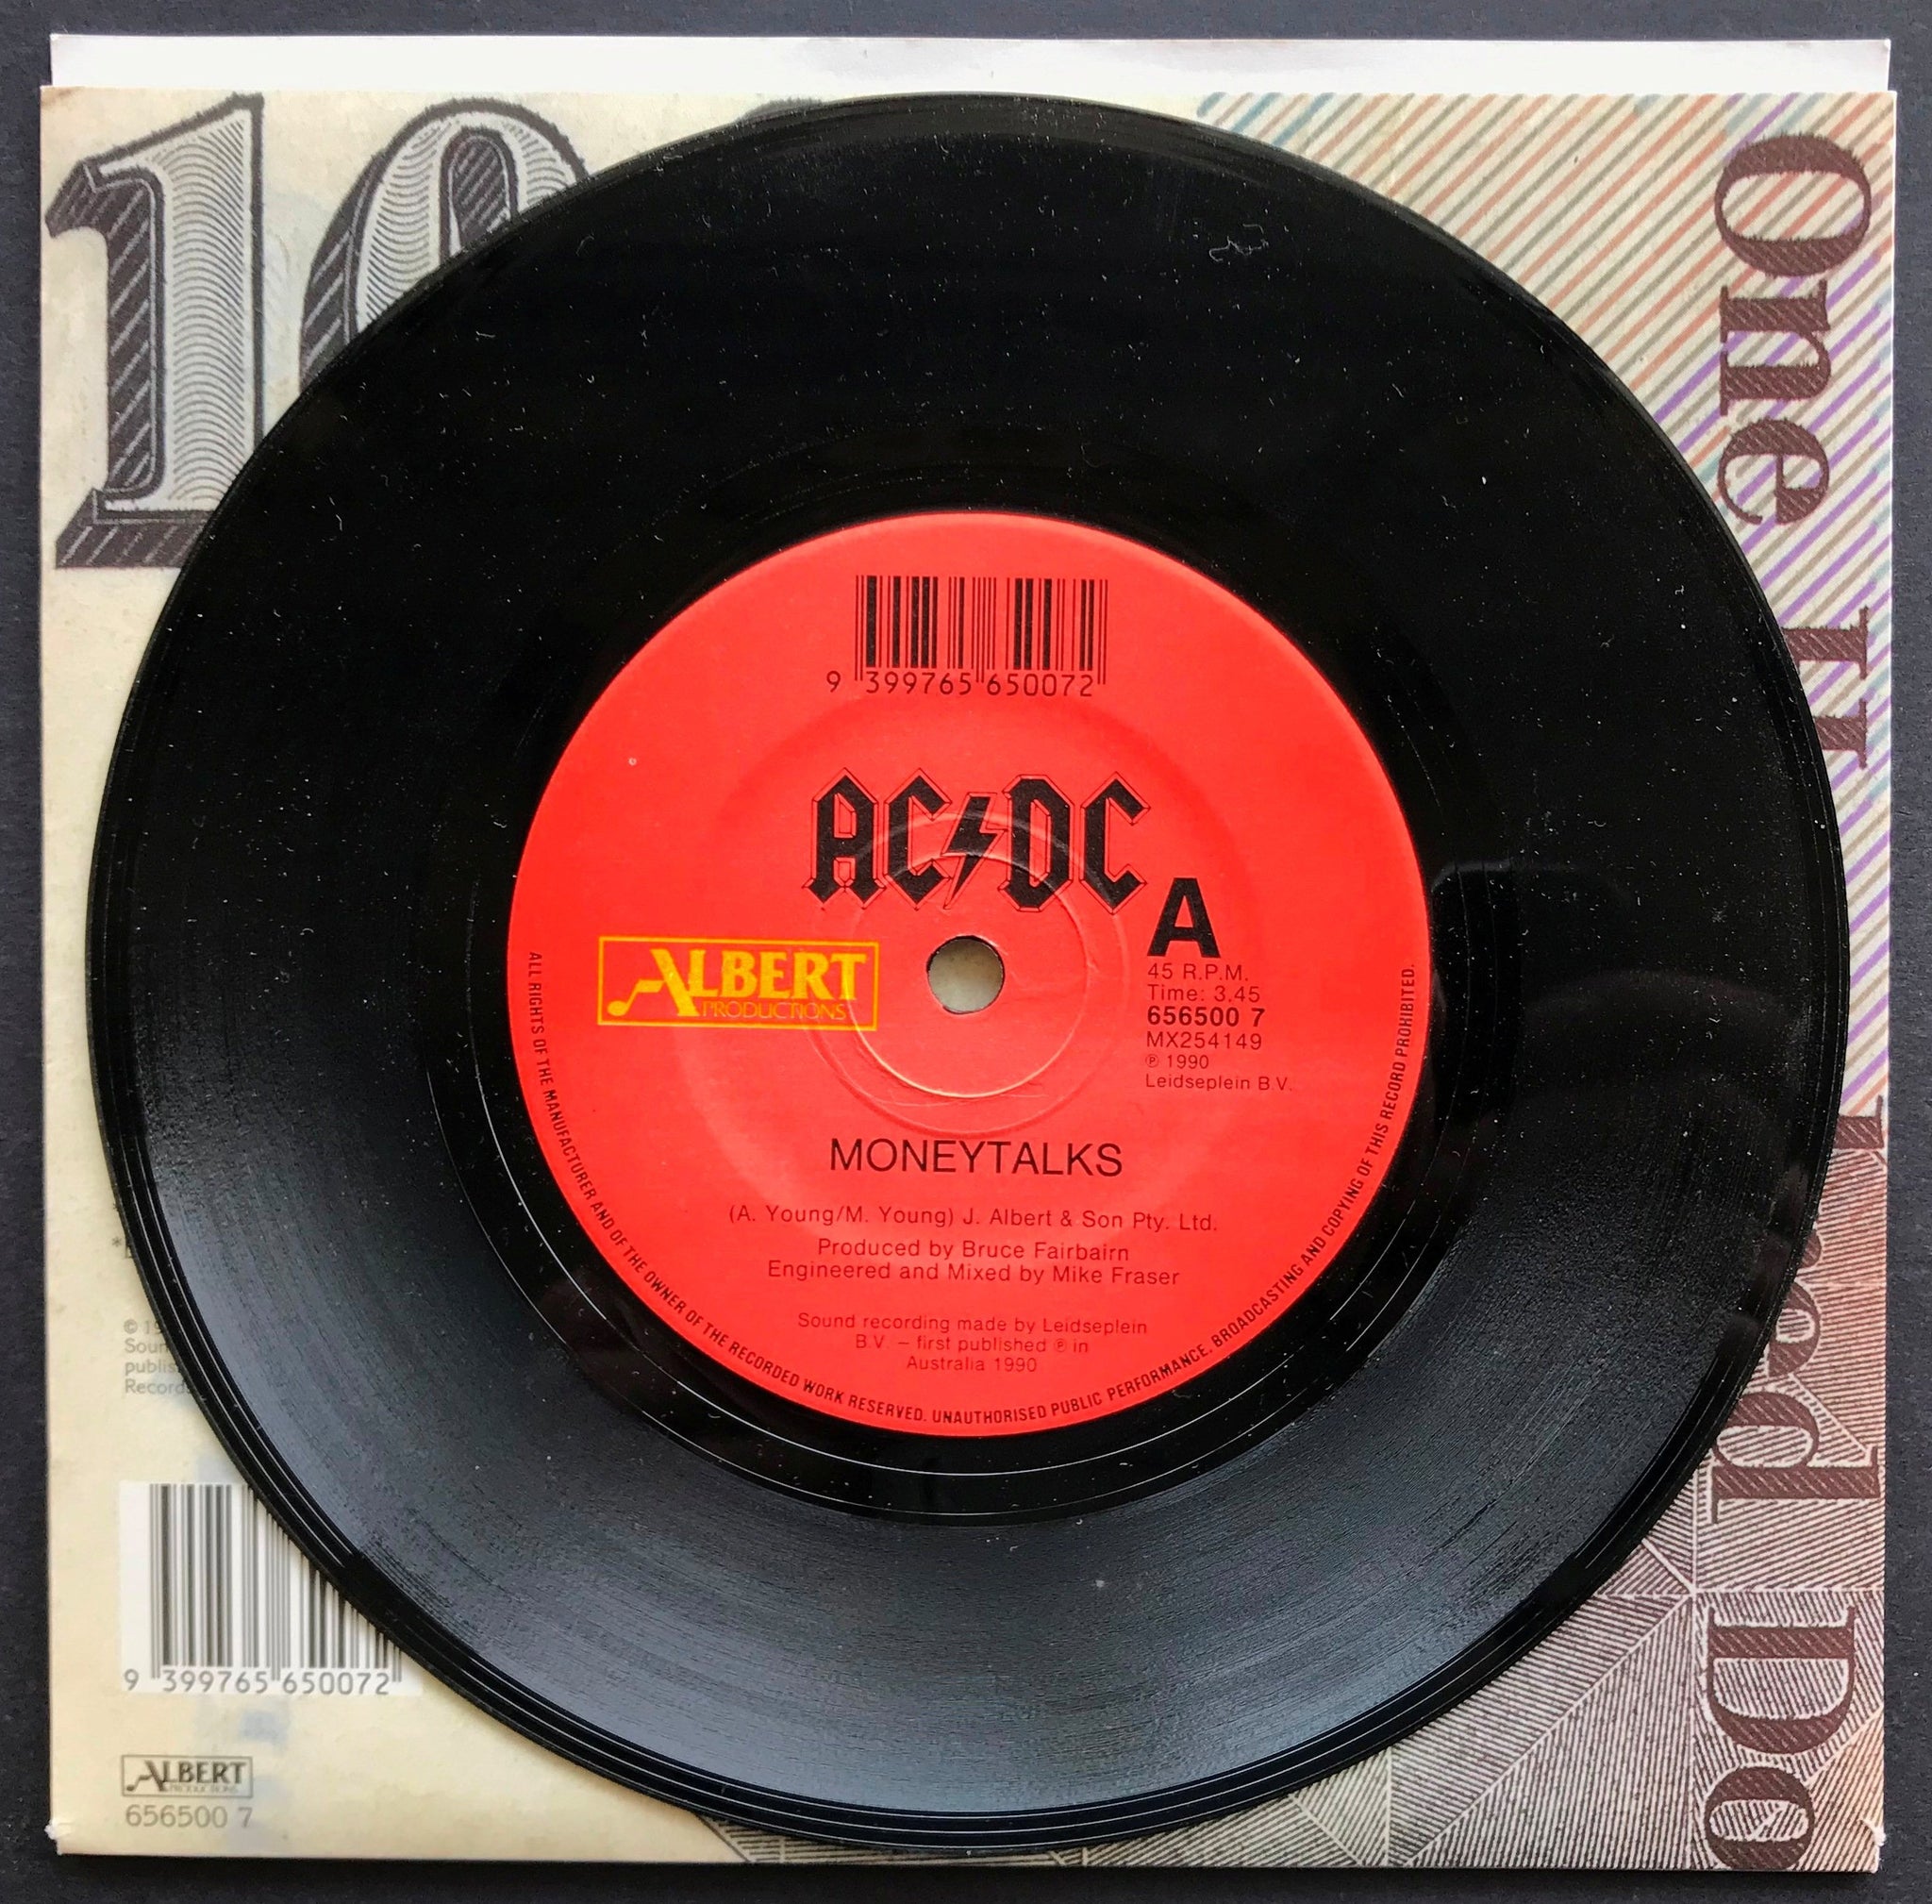 One
9 399765 650072
AC⚡DC
A
ALBERT
PRODUCTIONS
45 R.P.M.
Time: 3.45
656500 7
MX254149
℗ 1990
Leidseplein B.V.
MONEYTALKS
(A. Young/M. Young) J. Albert & Son Pty. Ltd.
Produced by Bruce Fairbairn
Engineered and Mixed by Mike Fraser
Sound recording made by Leidseplein
B.V. – first published ℗ in
Australia 1990
ALL RIGHTS OF THE MANUFACTURER AND OF THE OWNER OF THE RECORDED WORK RESERVED. UNAUTHORISED PUBLIC PERFORMANCE. BROADCASTING AND COPYING OF THIS RECORD PROHIBITED.
©
9 399765 650072
ALBERT
PRODUCTIONS
656500 7